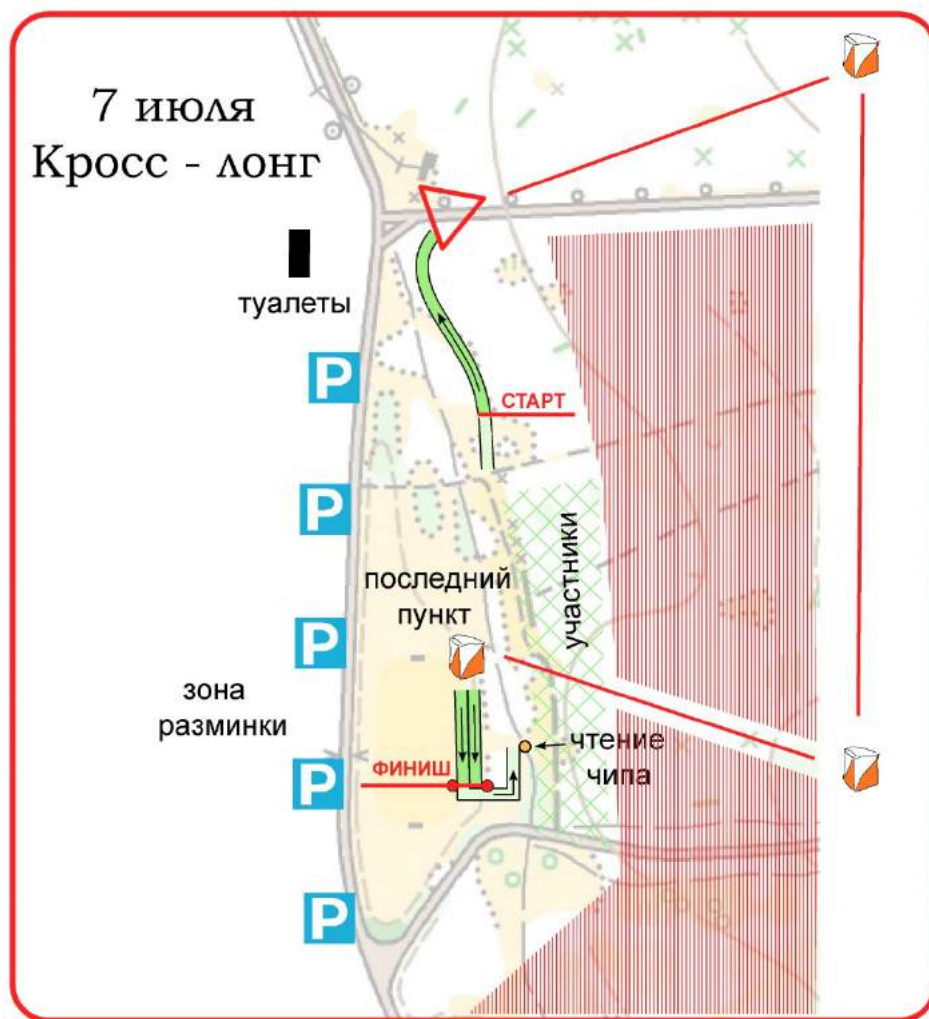 7 июля
Кросс - лонг
туалеты
P
СТАРТ
P
участники
последний
пункт
P
зона
разминки
чтение
чипа
ФИНИШ
P
P